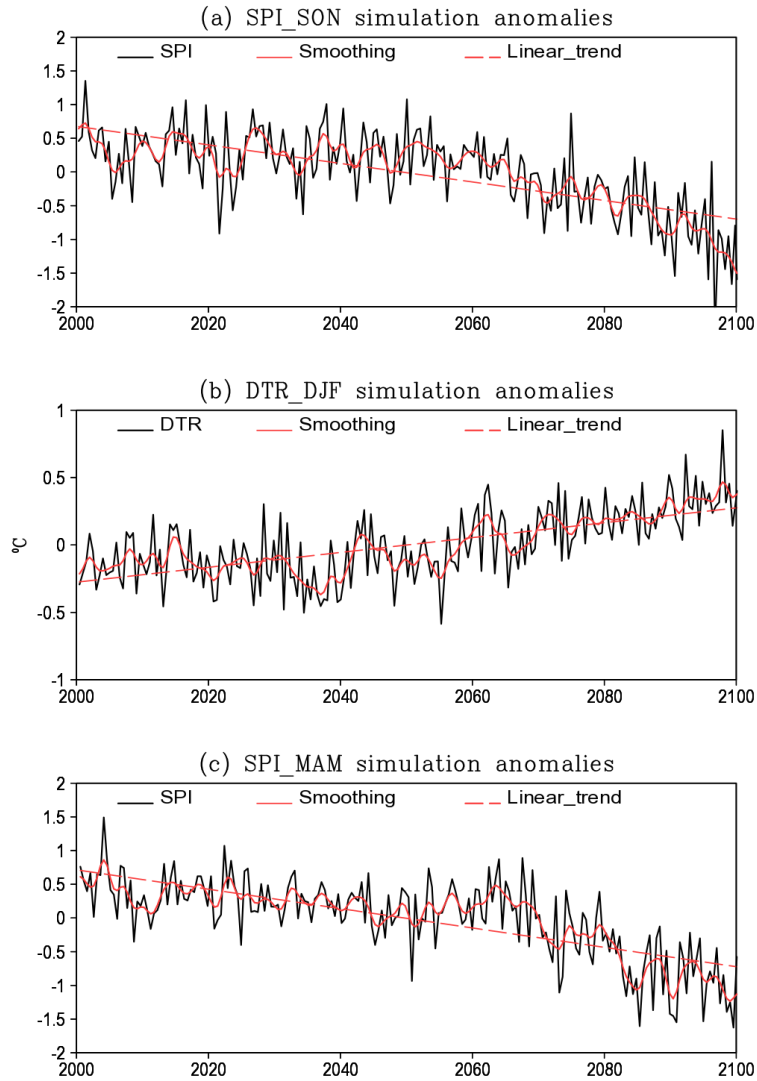 (a) SPI_SON simulation anomalies
2
SPI Smoothing Linear_trend
1.5
1
0.5
0
-0.5
-1
-1.5
-2
2000 2020 2040 2060 2080 2100
(b) DTR_DJF simulation anomalies
1
DTR Smoothing Linear_trend
0.5
ºC
0
-0.5
-1
2000 2020 2040 2060 2080 2100
(c) SPI_MAM simulation anomalies
2
SPI Smoothing Linear_trend
1.5
1
0.5
0
-0.5
-1
-1.5
-2
2000 2020 2040 2060 2080 2100